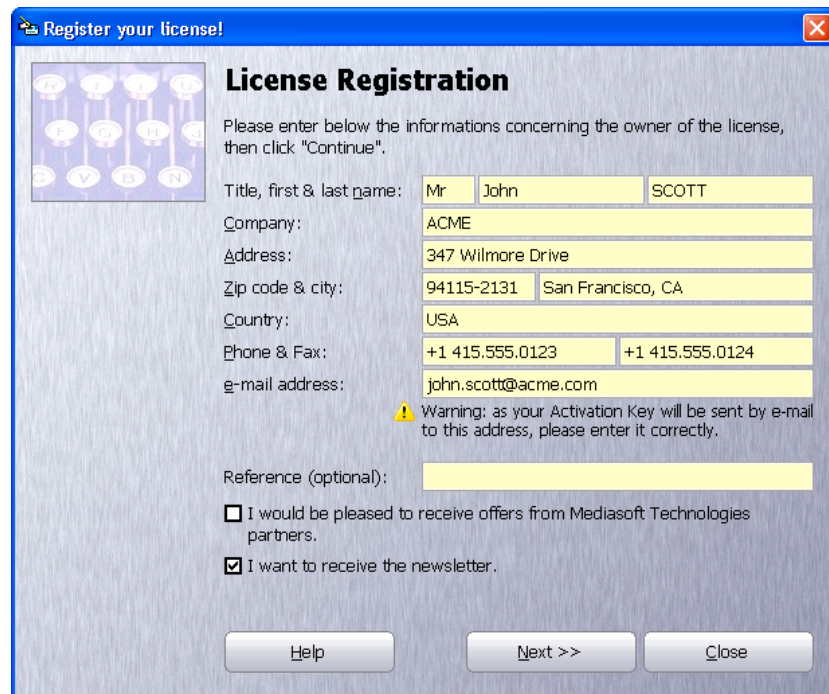 Register your license!
License Registration
Please enter below the informations concerning the owner of the license,
then click "Continue".
Title, first & last name: Mr John SCOTT
Company: ACME
Address: 347 Wilmore Drive
Zip code & city: 94115-2131 San Francisco, CA
Country: USA
Phone & Fax: +1 415.555.0123 +1 415.555.0124
e-mail address: john.scott@acme.com
Warning: as your Activation Key will be sent by e-mail
to this address, please enter it correctly.
Reference (optional):
I would be pleased to receive offers from Mediasoft Technologies
partners.
I want to receive the newsletter.
Help Next >> Close